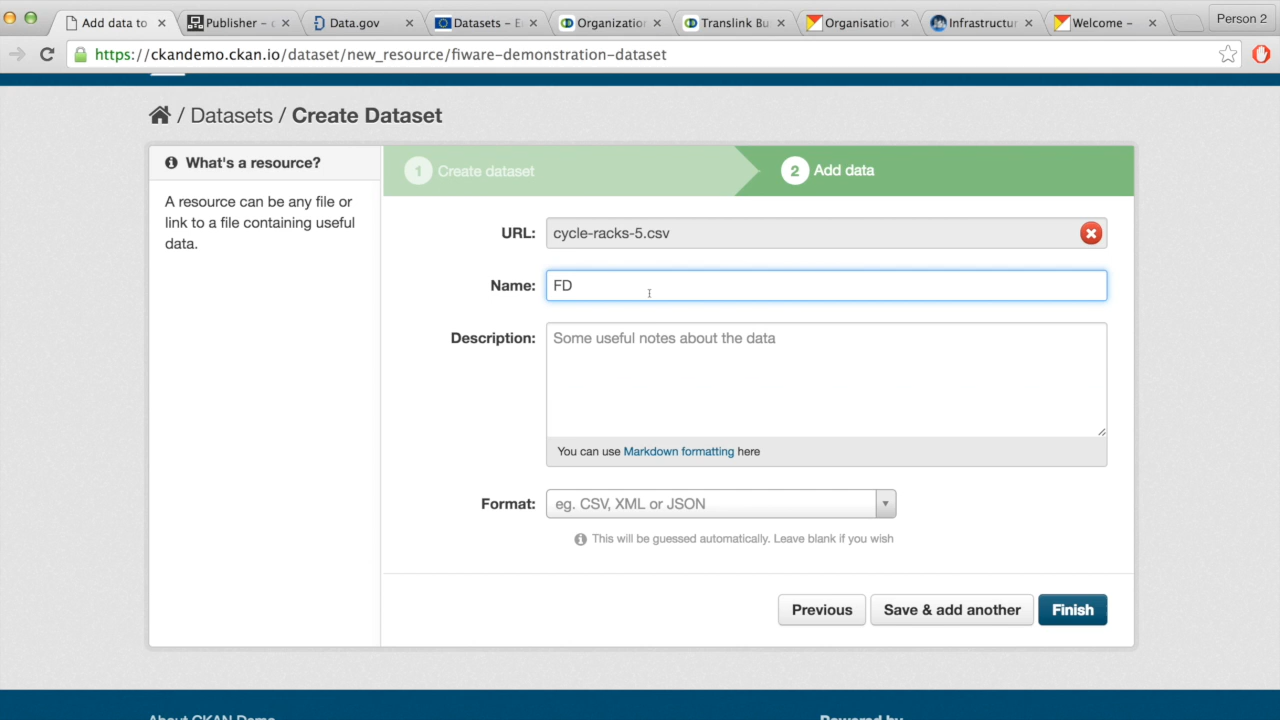 Add data to
Publisher –
Data.gov
Datasets – E
Organization
Translink Bu
Organisation
Infrastructur
Welcome –
Person 2
https://ckandemo.ckan.io/dataset/new_resource/fiware-demonstration-dataset
/ Datasets / Create Dataset
What's a resource?
A resource can be any file or
link to a file containing useful
data.
1 Create dataset
2 Add data
URL: cycle-racks-5.csv
Name: FD
Description: Some useful notes about the data
You can use Markdown formatting here
Format: eg. CSV, XML or JSON
This will be guessed automatically. Leave blank if you wish
Previous
Save & add another
Finish
About CKAN Demo
Powered by